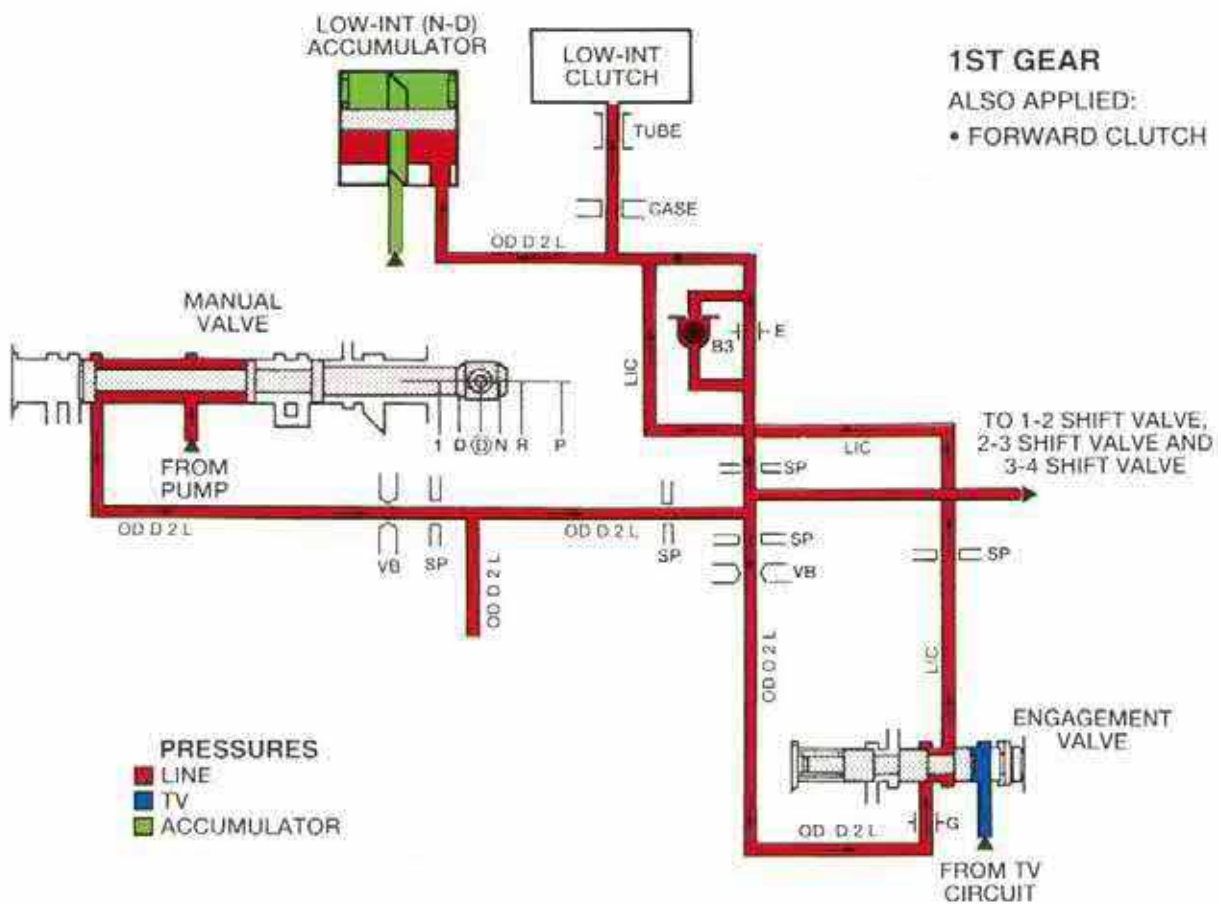 LOW-INT (N-D)
ACCUMULATOR
LOW-INT
CLUTCH
1ST GEAR
ALSO APPLIED:
• FORWARD CLUTCH
TUBE
CASE
OD D 2 L
MANUAL
VALVE
B3
E
LIC
1 D D N R P
FROM
PUMP
LIC
TO 1-2 SHIFT VALVE,
2-3 SHIFT VALVE AND
3-4 SHIFT VALVE
SP
OD D 2 L
OD D 2 L
VB
SP
SP
SP
VB
SP
OD D 2 L
OD D 2 L
LIC
ENGAGEMENT
VALVE
PRESSURES
LINE
TV
ACCUMULATOR
OD D 2 L
G
FROM TV
CIRCUIT